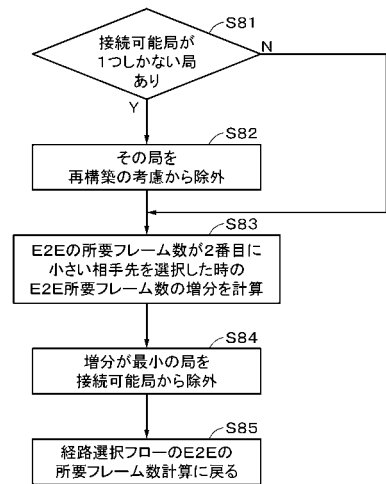 S81
接続可能局が
1つしかない局
あり
N
Y
S82
その局を
再構築の考慮から除外
S83
E2Eの所要フレーム数が2番目に
小さい相手先を選択した時の
E2E所要フレーム数の増分を計算
S84
増分が最小の局を
接続可能局から除外
S85
経路選択フローのE2Eの
所要フレーム数計算に戻る